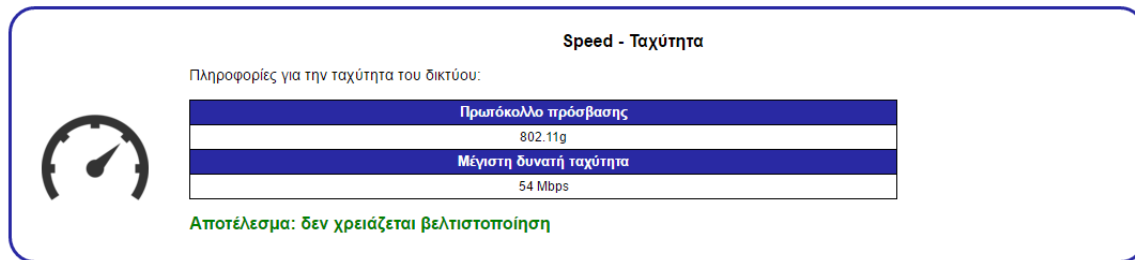 Speed - Ταχύτητα
Πληροφορίες για την ταχύτητα του δικτύου:
Πρωτόκολλο πρόσβασης
802.11g
Μέγιστη δυνατή ταχύτητα
54 Mbps
Αποτέλεσμα: δεν χρειάζεται βελτιστοποίηση